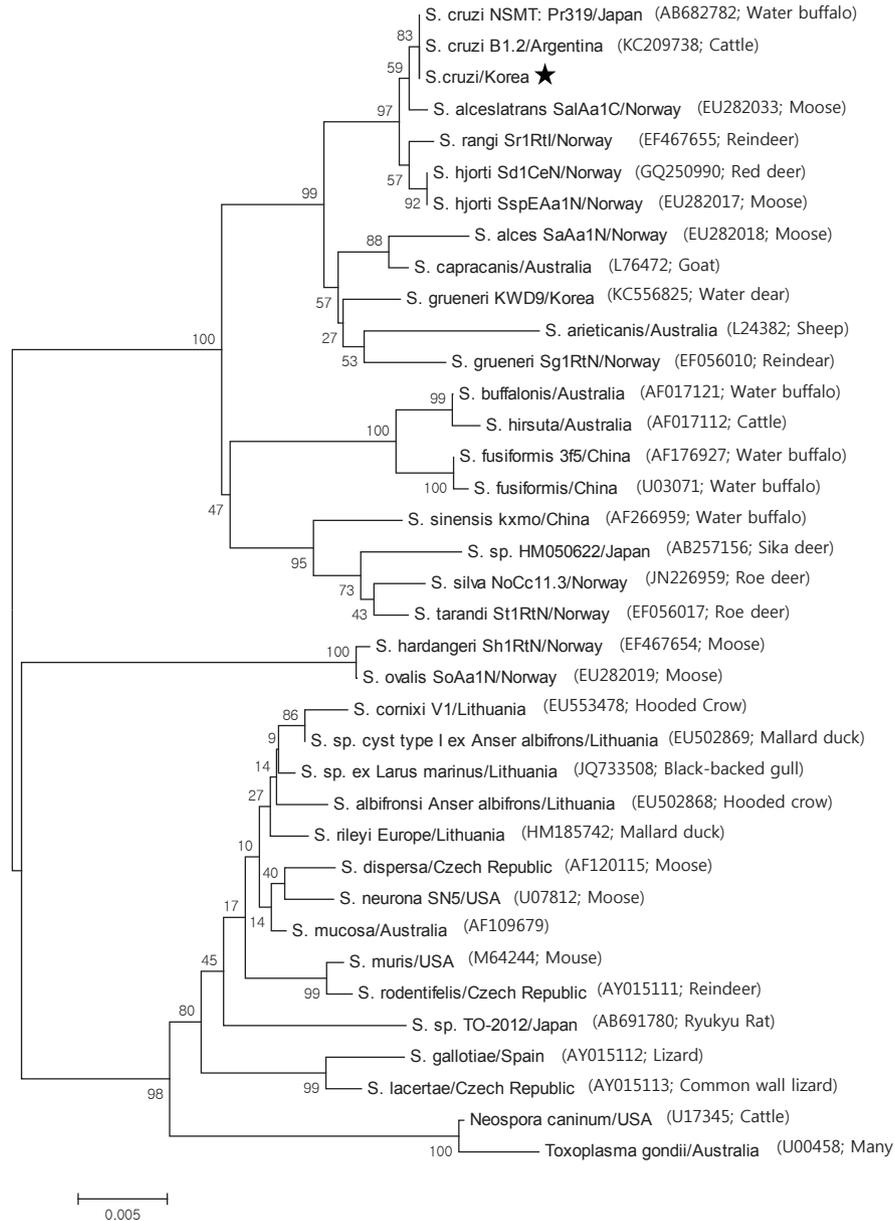 S. cruzi NSMT: Pr319/Japan (AB682782; Water buffalo)
83
S. cruzi B1.2/Argentina (KC209738; Cattle)
59
S.cruzi/Korea ★
97
S. alceslatrans SalAa1C/Norway (EU282033; Moose)
S. rangi Sr1RtI/Norway (EF467655; Reindeer)
57
S. hjorti Sd1CeN/Norway (GQ250990; Red deer)
92
S. hjorti SspEAa1N/Norway (EU282017; Moose)
99
S. alces SaAa1N/Norway (EU282018; Moose)
88
S. capracanis/Australia (L76472; Goat)
57
S. grueneri KWD9/Korea (KC556825; Water dear)
27
S. arieticanis/Australia (L24382; Sheep)
100
53
S. grueneri Sg1RtN/Norway (EF056010; Reindear)
S. buffalonis/Australia (AF017121; Water buffalo)
99
S. hirsuta/Australia (AF017112; Cattle)
100
S. fusiformis 3f5/China (AF176927; Water buffalo)
100
S. fusiformis/China (U03071; Water buffalo)
47
S. sinensis kxmo/China (AF266959; Water buffalo)
S. sp. HM050622/Japan (AB257156; Sika deer)
95
S. silva NoCc11.3/Norway (JN226959; Roe deer)
73
S. tarandi St1RtN/Norway (EF056017; Roe deer)
43
S. hardangeri Sh1RtN/Norway (EF467654; Moose)
100
S. ovalis SoAa1N/Norway (EU282019; Moose)
S. cornixi V1/Lithuania (EU553478; Hooded Crow)
86
S. sp. cyst type I ex Anser albifrons/Lithuania (EU502869; Mallard duck)
9
S. sp. ex Larus marinus/Lithuania (JQ733508; Black-backed gull)
14
S. albifronsi Anser albifrons/Lithuania (EU502868; Hooded crow)
27
S. rileyi Europe/Lithuania (HM185742; Mallard duck)
10
S. dispersa/Czech Republic (AF120115; Moose)
40
S. neurona SN5/USA (U07812; Moose)
17
14
S. mucosa/Australia (AF109679)
S. muris/USA (M64244; Mouse)
45
99
S. rodentifelis/Czech Republic (AY015111; Reindeer)
80
S. sp. TO-2012/Japan (AB691780; Ryukyu Rat)
S. gallotiae/Spain (AY015112; Lizard)
99
S. lacertae/Czech Republic (AY015113; Common wall lizard)
98
Neospora caninum/USA (U17345; Cattle)
100
Toxoplasma gondii/Australia (U00458; Many
0.005